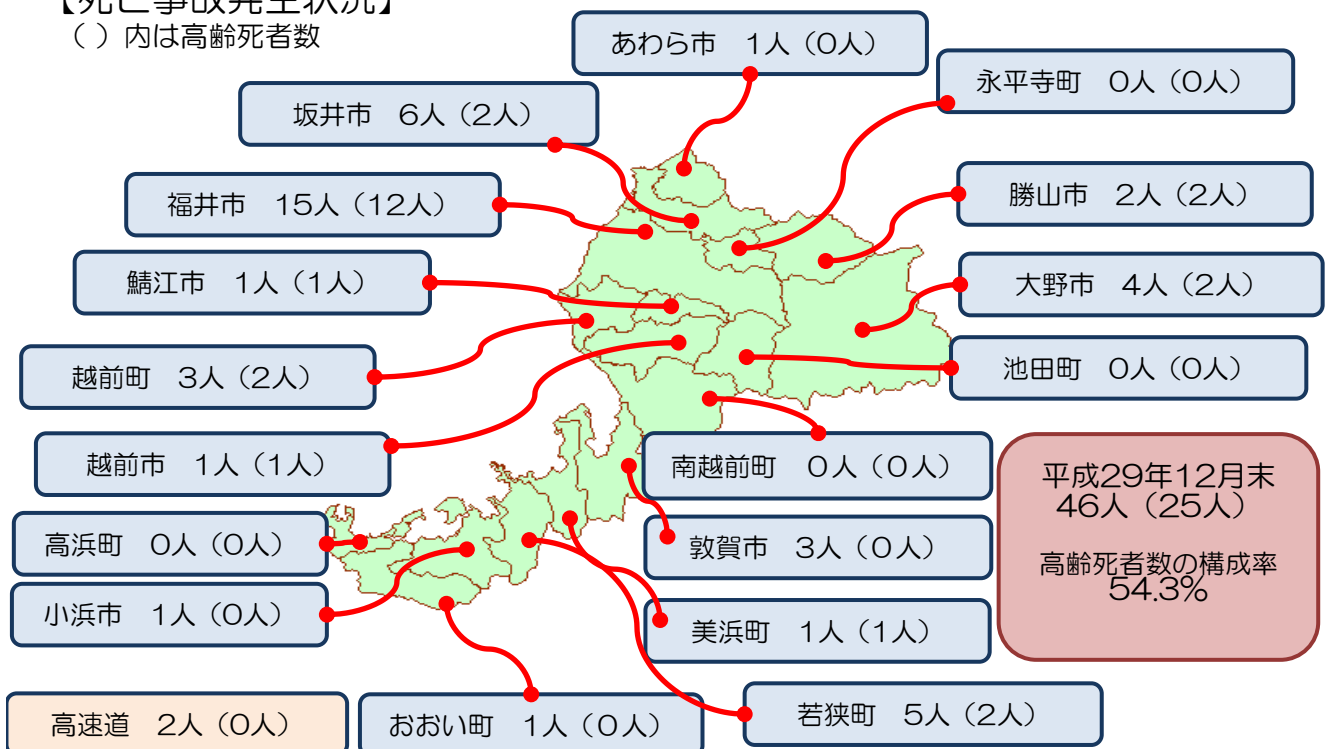 【死亡事故発生状況】
（ ）内は高齢死者数
あわら市 1人（0人）
永平寺町 0人（0人）
坂井市 6人（2人）
勝山市 2人（2人）
福井市 15人（12人）
鯖江市 1人（1人）
大野市 4人（2人）
越前町 3人（2人）
池田町 0人（0人）
越前市 1人（1人）
南越前町 0人（0人）
平成29年12月末
46人（25人）
高齢死者数の構成率
54.3%
高浜町 0人（0人）
敦賀市 3人（0人）
小浜市 1人（0人）
美浜町 1人（1人）
高速道 2人（0人）
おおい町 1人（0人）
若狭町 5人（2人）